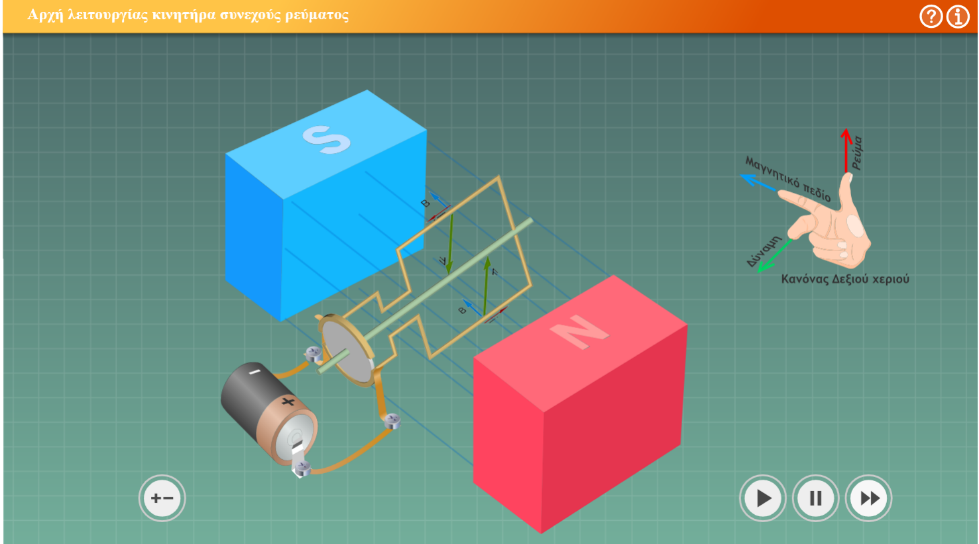 Αρχή λειτουργίας κινητήρα συνεχούς ρεύματος
? i
S
Ρεύμα
Μαγνητικό πεδίο
Δύναμη
Κανόνας Δεξιού χεριού
B
B
N
- +
+-